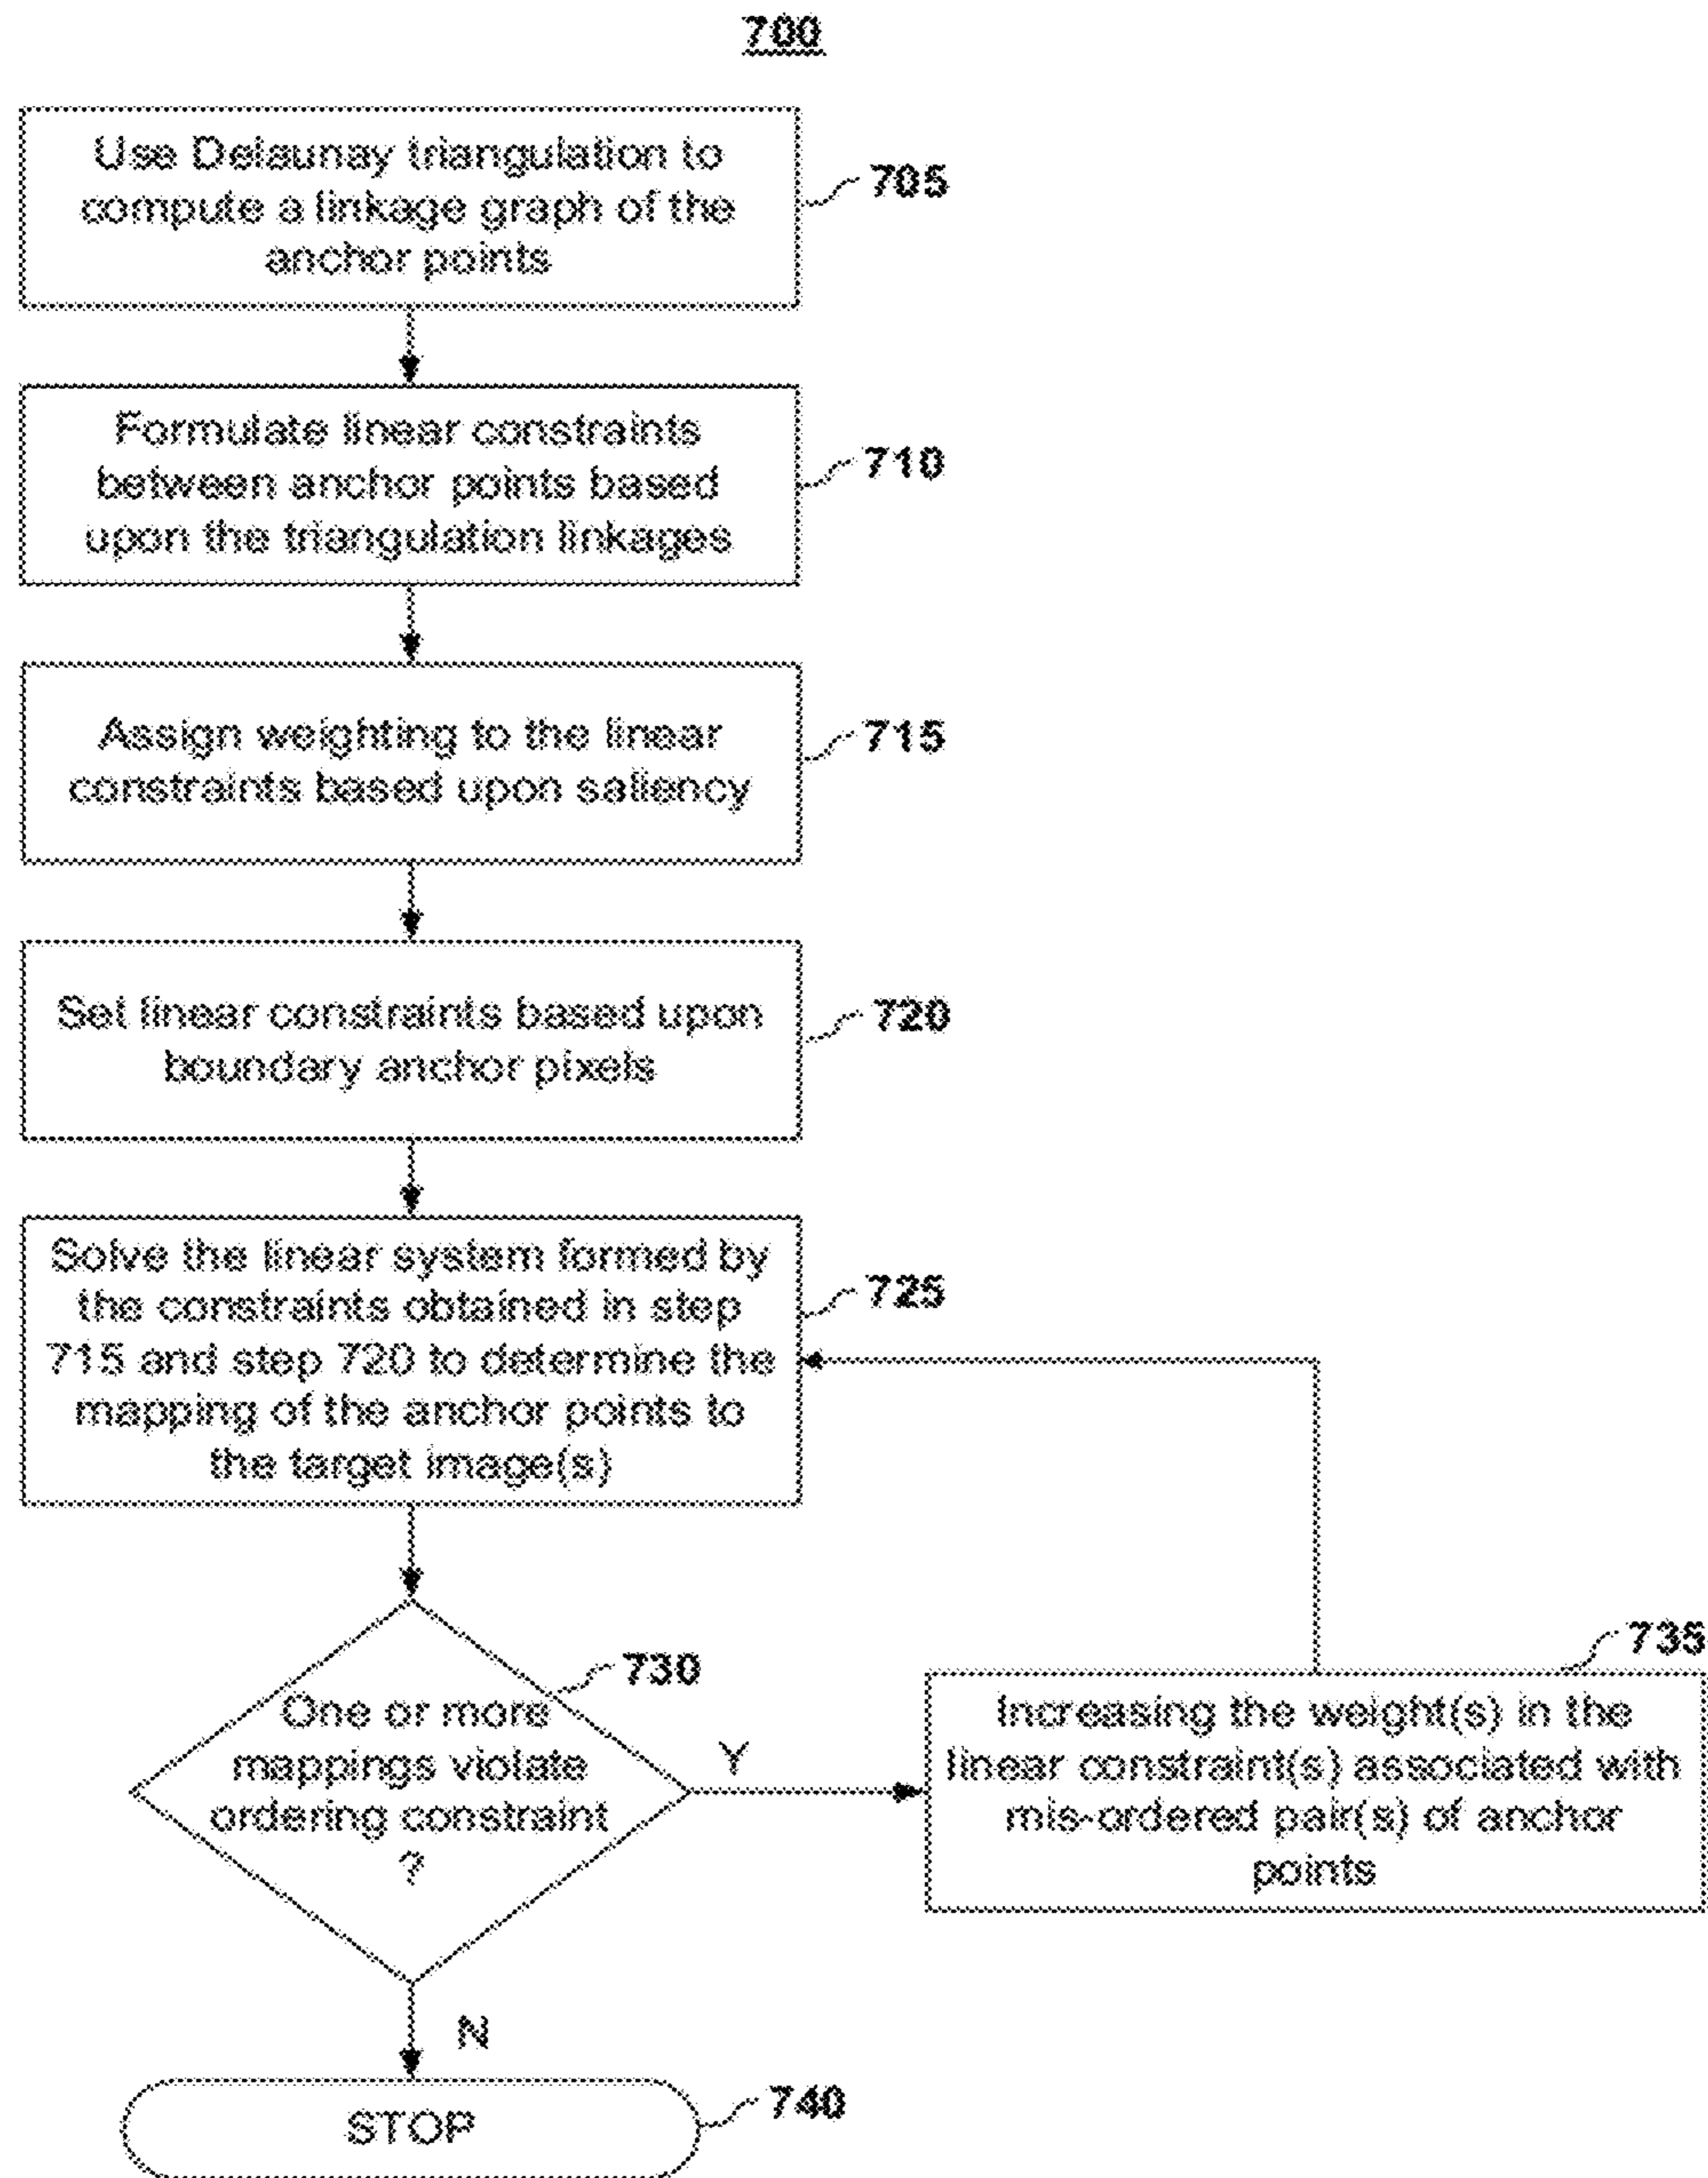 700
Use Delaunay triangulation to
compute a linkage graph of the
anchor points
705
Formulate linear constraints
between anchor points based
upon the triangulation linkages
710
Assign weighting to the linear
constraints based upon saliency
715
Set linear constraints based upon
boundary anchor pixels
720
Solve the linear system formed by
the constraints obtained in step
715 and step 720 to determine the
mapping of the anchor points to
the target image(s)
725
One or more
mappings violate
ordering constraint
?
730
Y
Increasing the weight(s) in the
linear constraint(s) associated with
mis-ordered pair(s) of anchor
points
735
N
STOP
740